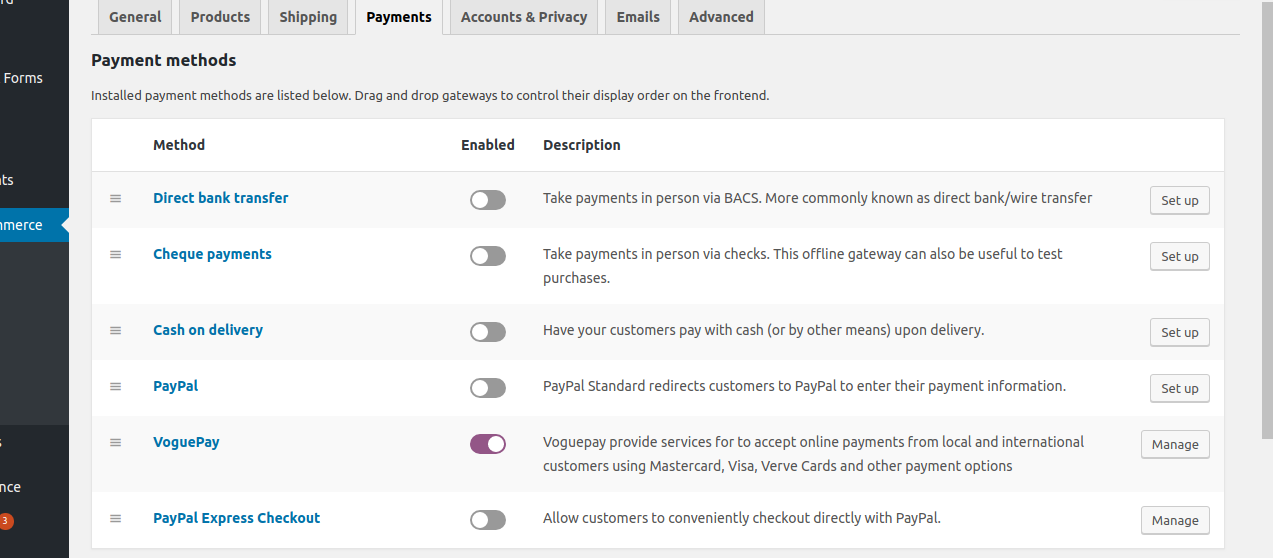 General Products Shipping Payments Accounts & Privacy Emails Advanced
Payment methods
Forms
Installed payment methods are listed below. Drag and drop gateways to control their display order on the frontend.
Method Enabled Description
nts
Direct bank transfer Take payments in person via BACS. More commonly known as direct bank/wire transfer Set up
mmerce
Cheque payments Take payments in person via checks. This offline gateway can also be useful to test Set up
purchases.
Cash on delivery Have your customers pay with cash (or by other means) upon delivery. Set up
PayPal PayPal Standard redirects customers to PayPal to enter their payment information. Set up
VoguePay Voguepay provide services for to accept online payments from local and international Manage
customers using Mastercard, Visa, Verve Cards and other payment options
nce
PayPal Express Checkout Allow customers to conveniently checkout directly with PayPal. Manage
3